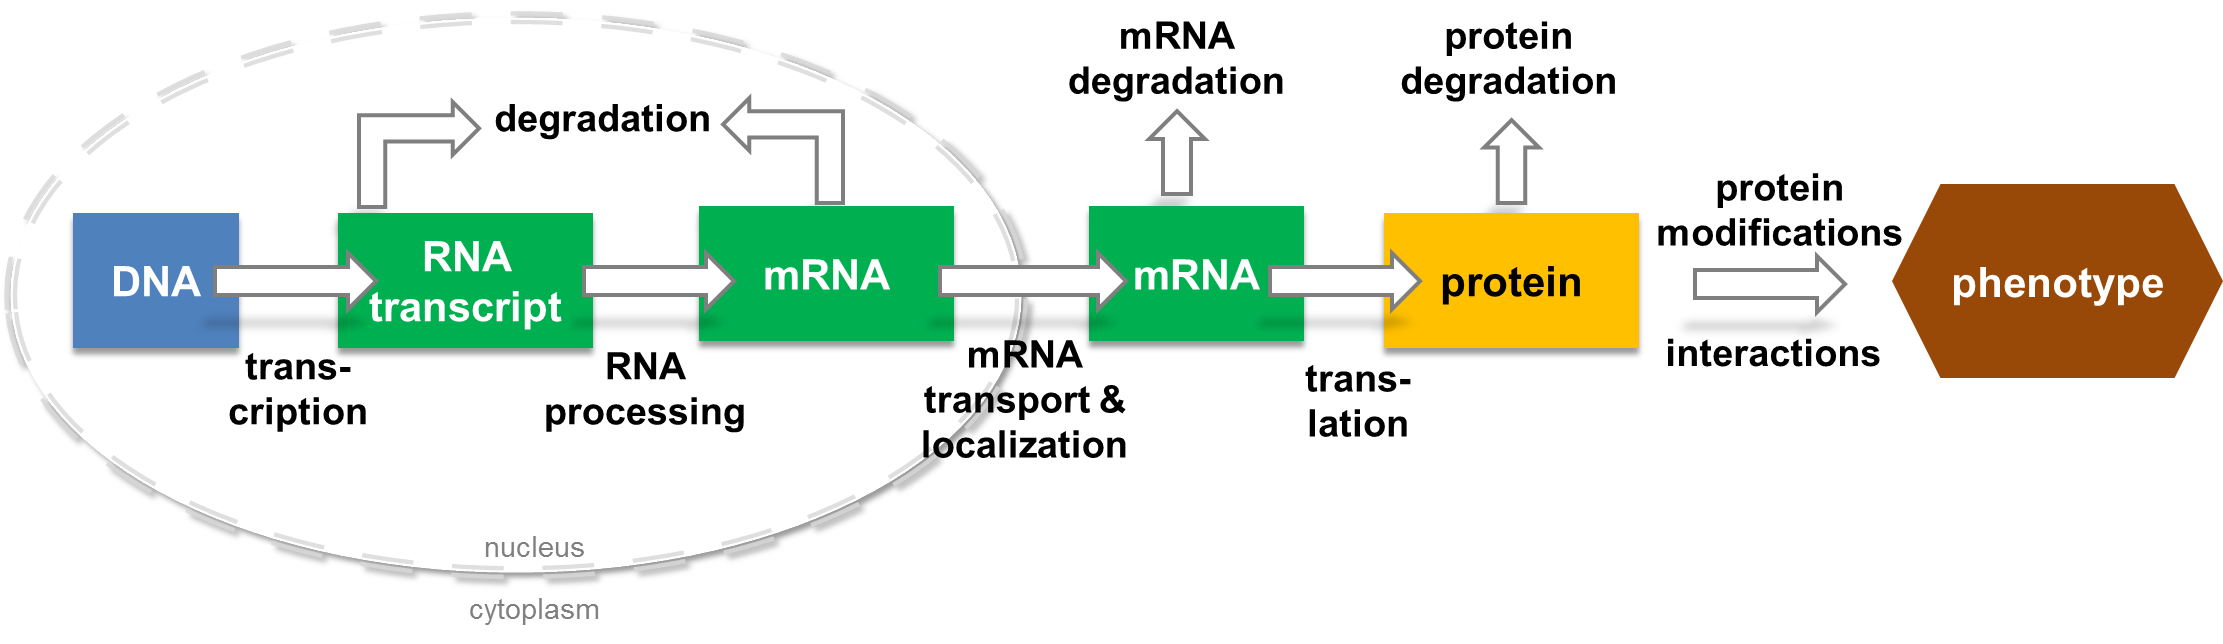 mRNA
degradation
protein
degradation
degradation
DNA
RNA
transcript
mRNA
mRNA
protein
protein
modifications
interactions
phenotype
trans-
cription
RNA
processing
mRNA
transport &
localization
trans-
lation
nucleus
cytoplasm